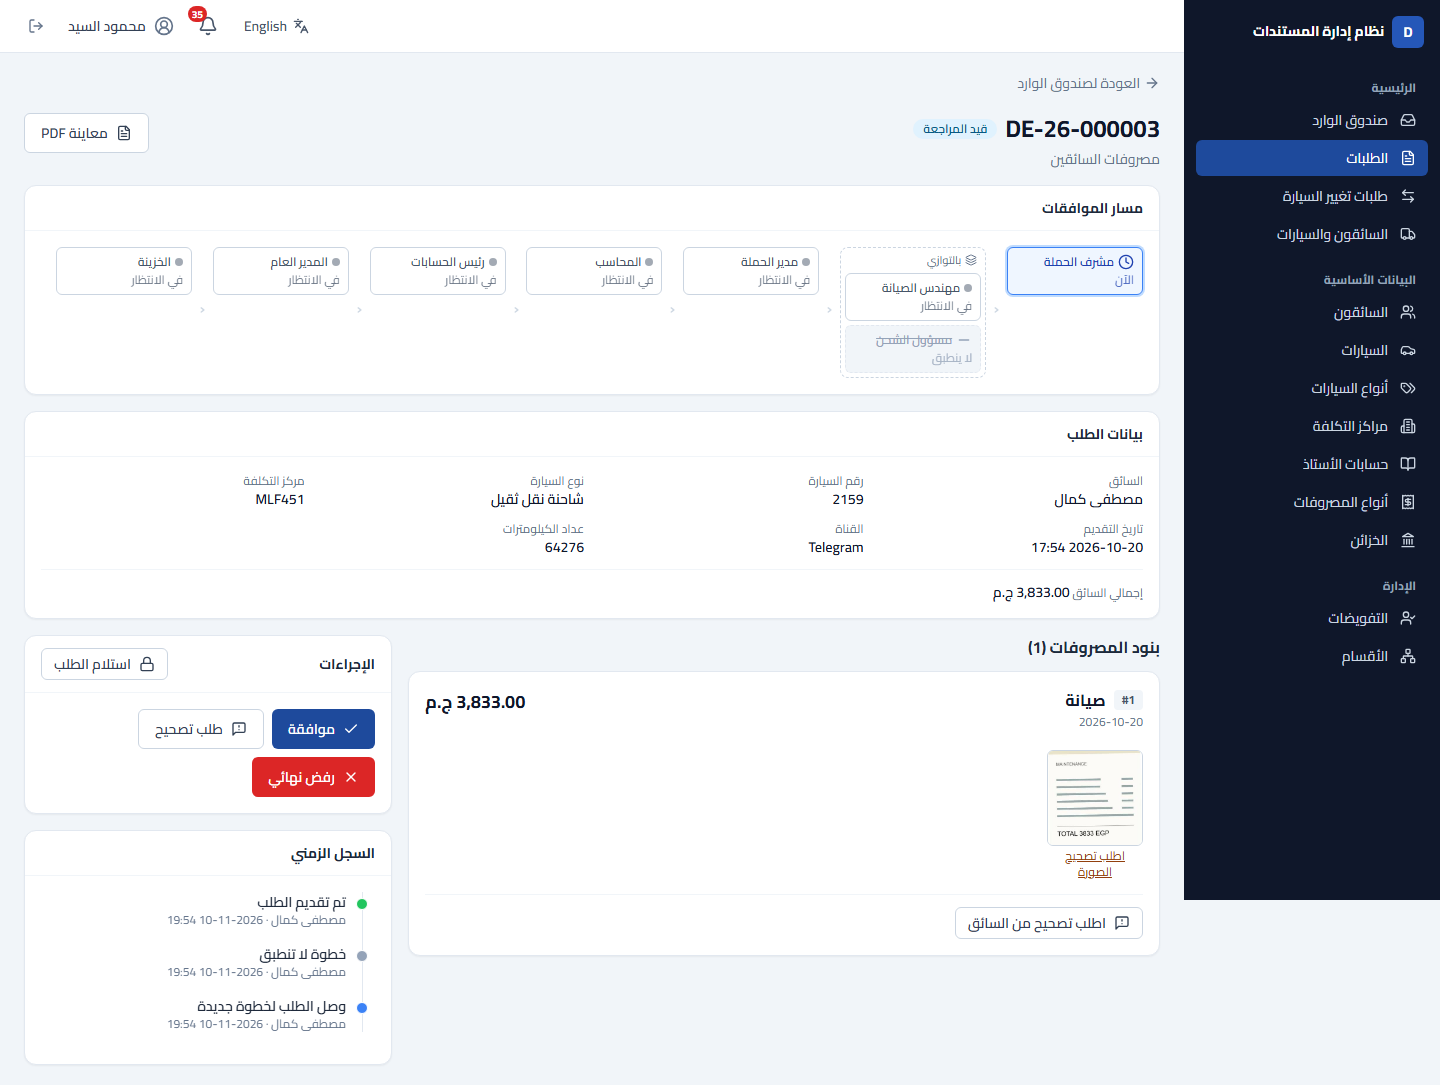 D
نظام إدارة المستندات
English
35
محمود السيد
الرئيسية
صندوق الوارد
الطلبات
طلبات تغيير السيارة
السائقون والسيارات
البيانات الأساسية
السائقون
السيارات
أنواع السيارات
مراكز التكلفة
حسابات الأستاذ
أنواع المصروفات
الخزائن
الإدارة
التفويضات
الأقسام
العودة لصندوق الوارد
DE-26-000003 قيد المراجعة
مصروفات السائقين
معاينة PDF
مسار الموافقات
مشرف الحملة
الآن
بالتوازي
مهندس الصيانة
في الانتظار
مسؤول الشحن
لا ينطبق
مدير الحملة
في الانتظار
المحاسب
في الانتظار
رئيس الحسابات
في الانتظار
المدير العام
في الانتظار
الخزينة
في الانتظار
بيانات الطلب
السائق
مصطفى كمال
رقم السيارة
2159
نوع السيارة
شاحنة نقل ثقيل
مركز التكلفة
MLF451
تاريخ التقديم
2026-10-20 17:54
القناة
Telegram
عداد الكيلومترات
64276
إجمالي السائق 3,833.00 ج.م
بنود المصروفات (1)
#1 صيانة
2026-10-20
3,833.00 ج.م
MAINTENANCE
TOTAL 3833 EGP
اطلب تصحيح
الصورة
اطلب تصحيح من السائق
الإجراءات
استلام الطلب
موافقة
طلب تصحيح
رفض نهائي
السجل الزمني
تم تقديم الطلب
مصطفى كمال · 2026-11-10 19:54
خطوة لا تنطبق
مصطفى كمال · 2026-11-10 19:54
وصل الطلب لخطوة جديدة
مصطفى كمال · 2026-11-10 19:54